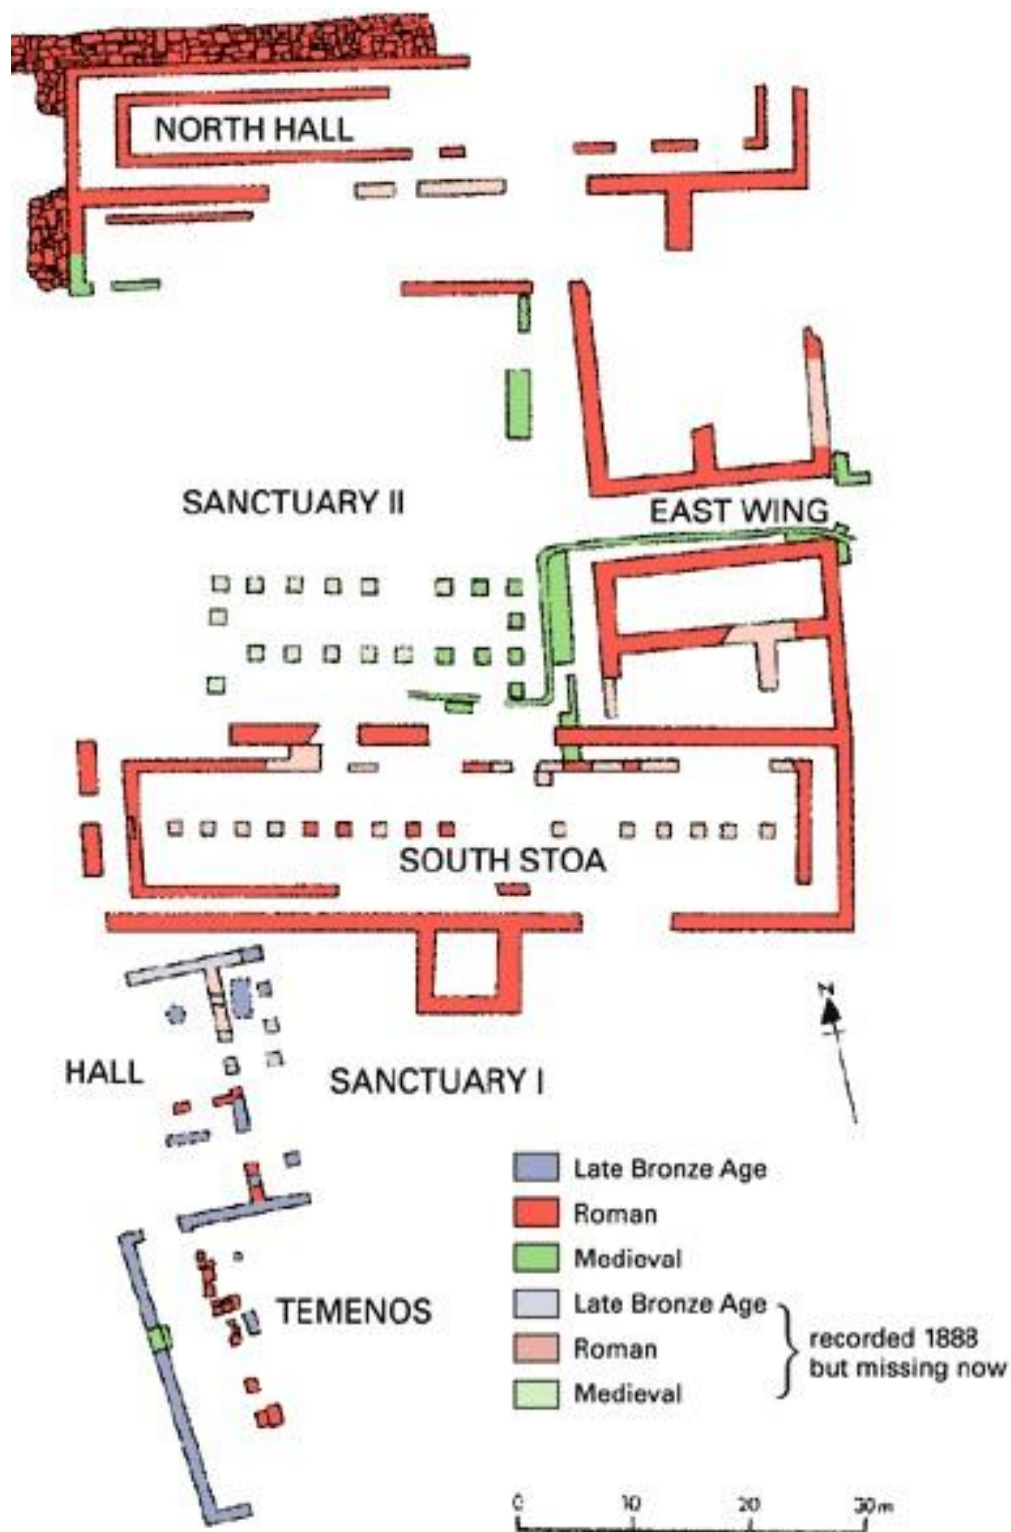 NORTH HALL
SANCTUARY II
EAST WING
SOUTH STOA
N
HALL
SANCTUARY I
TEMENOS
Late Bronze Age
Roman
Medieval
Late Bronze Age
Roman
Medieval
recorded 1888
but missing now
0 10 20 30m